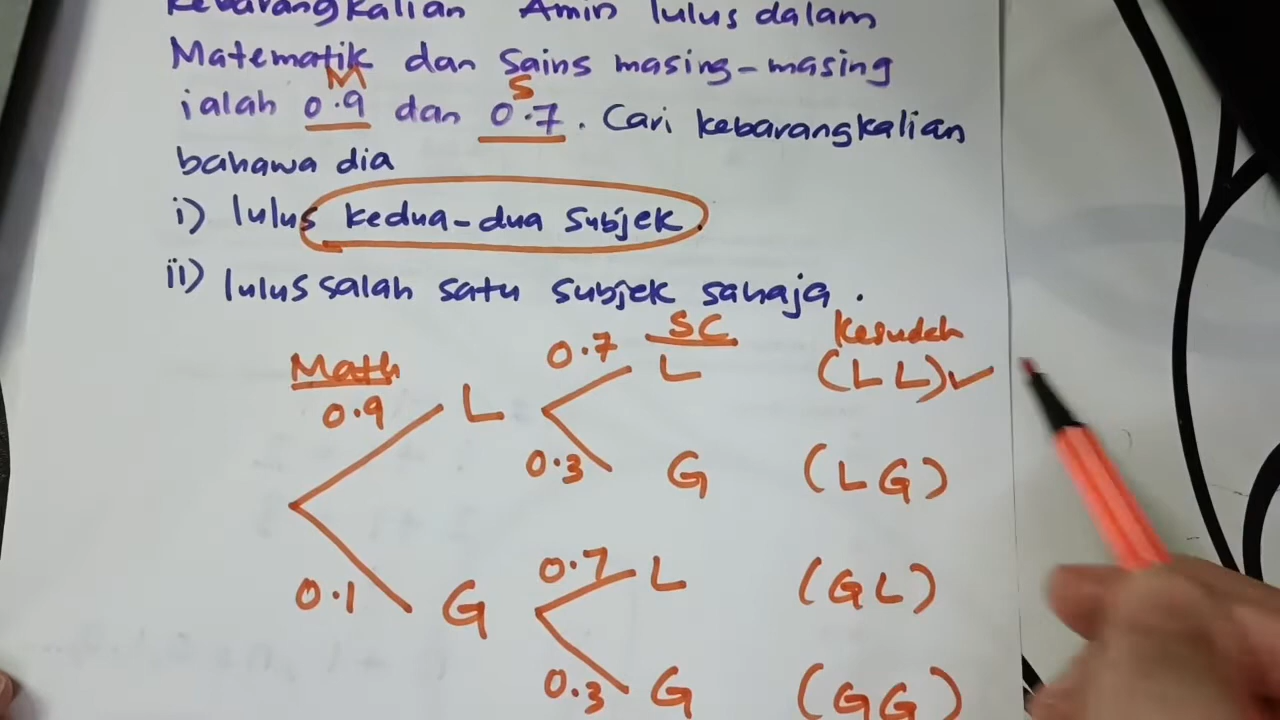 Kebarangkalian Amin lulus dalam
Matematik dan Sains masing-masing
M S
ialah 0.9 dan 0.7. Cari kebarangkalian
bahawa dia
i) lulus kedua-dua subjek.
ii) lulus salah satu subjek sahaja.
Math SC Kesudah
0.9 L 0.7 L (LL)✓
0.3 G (LG)
0.1 G 0.7 L (GL)
0.3 G (GG)